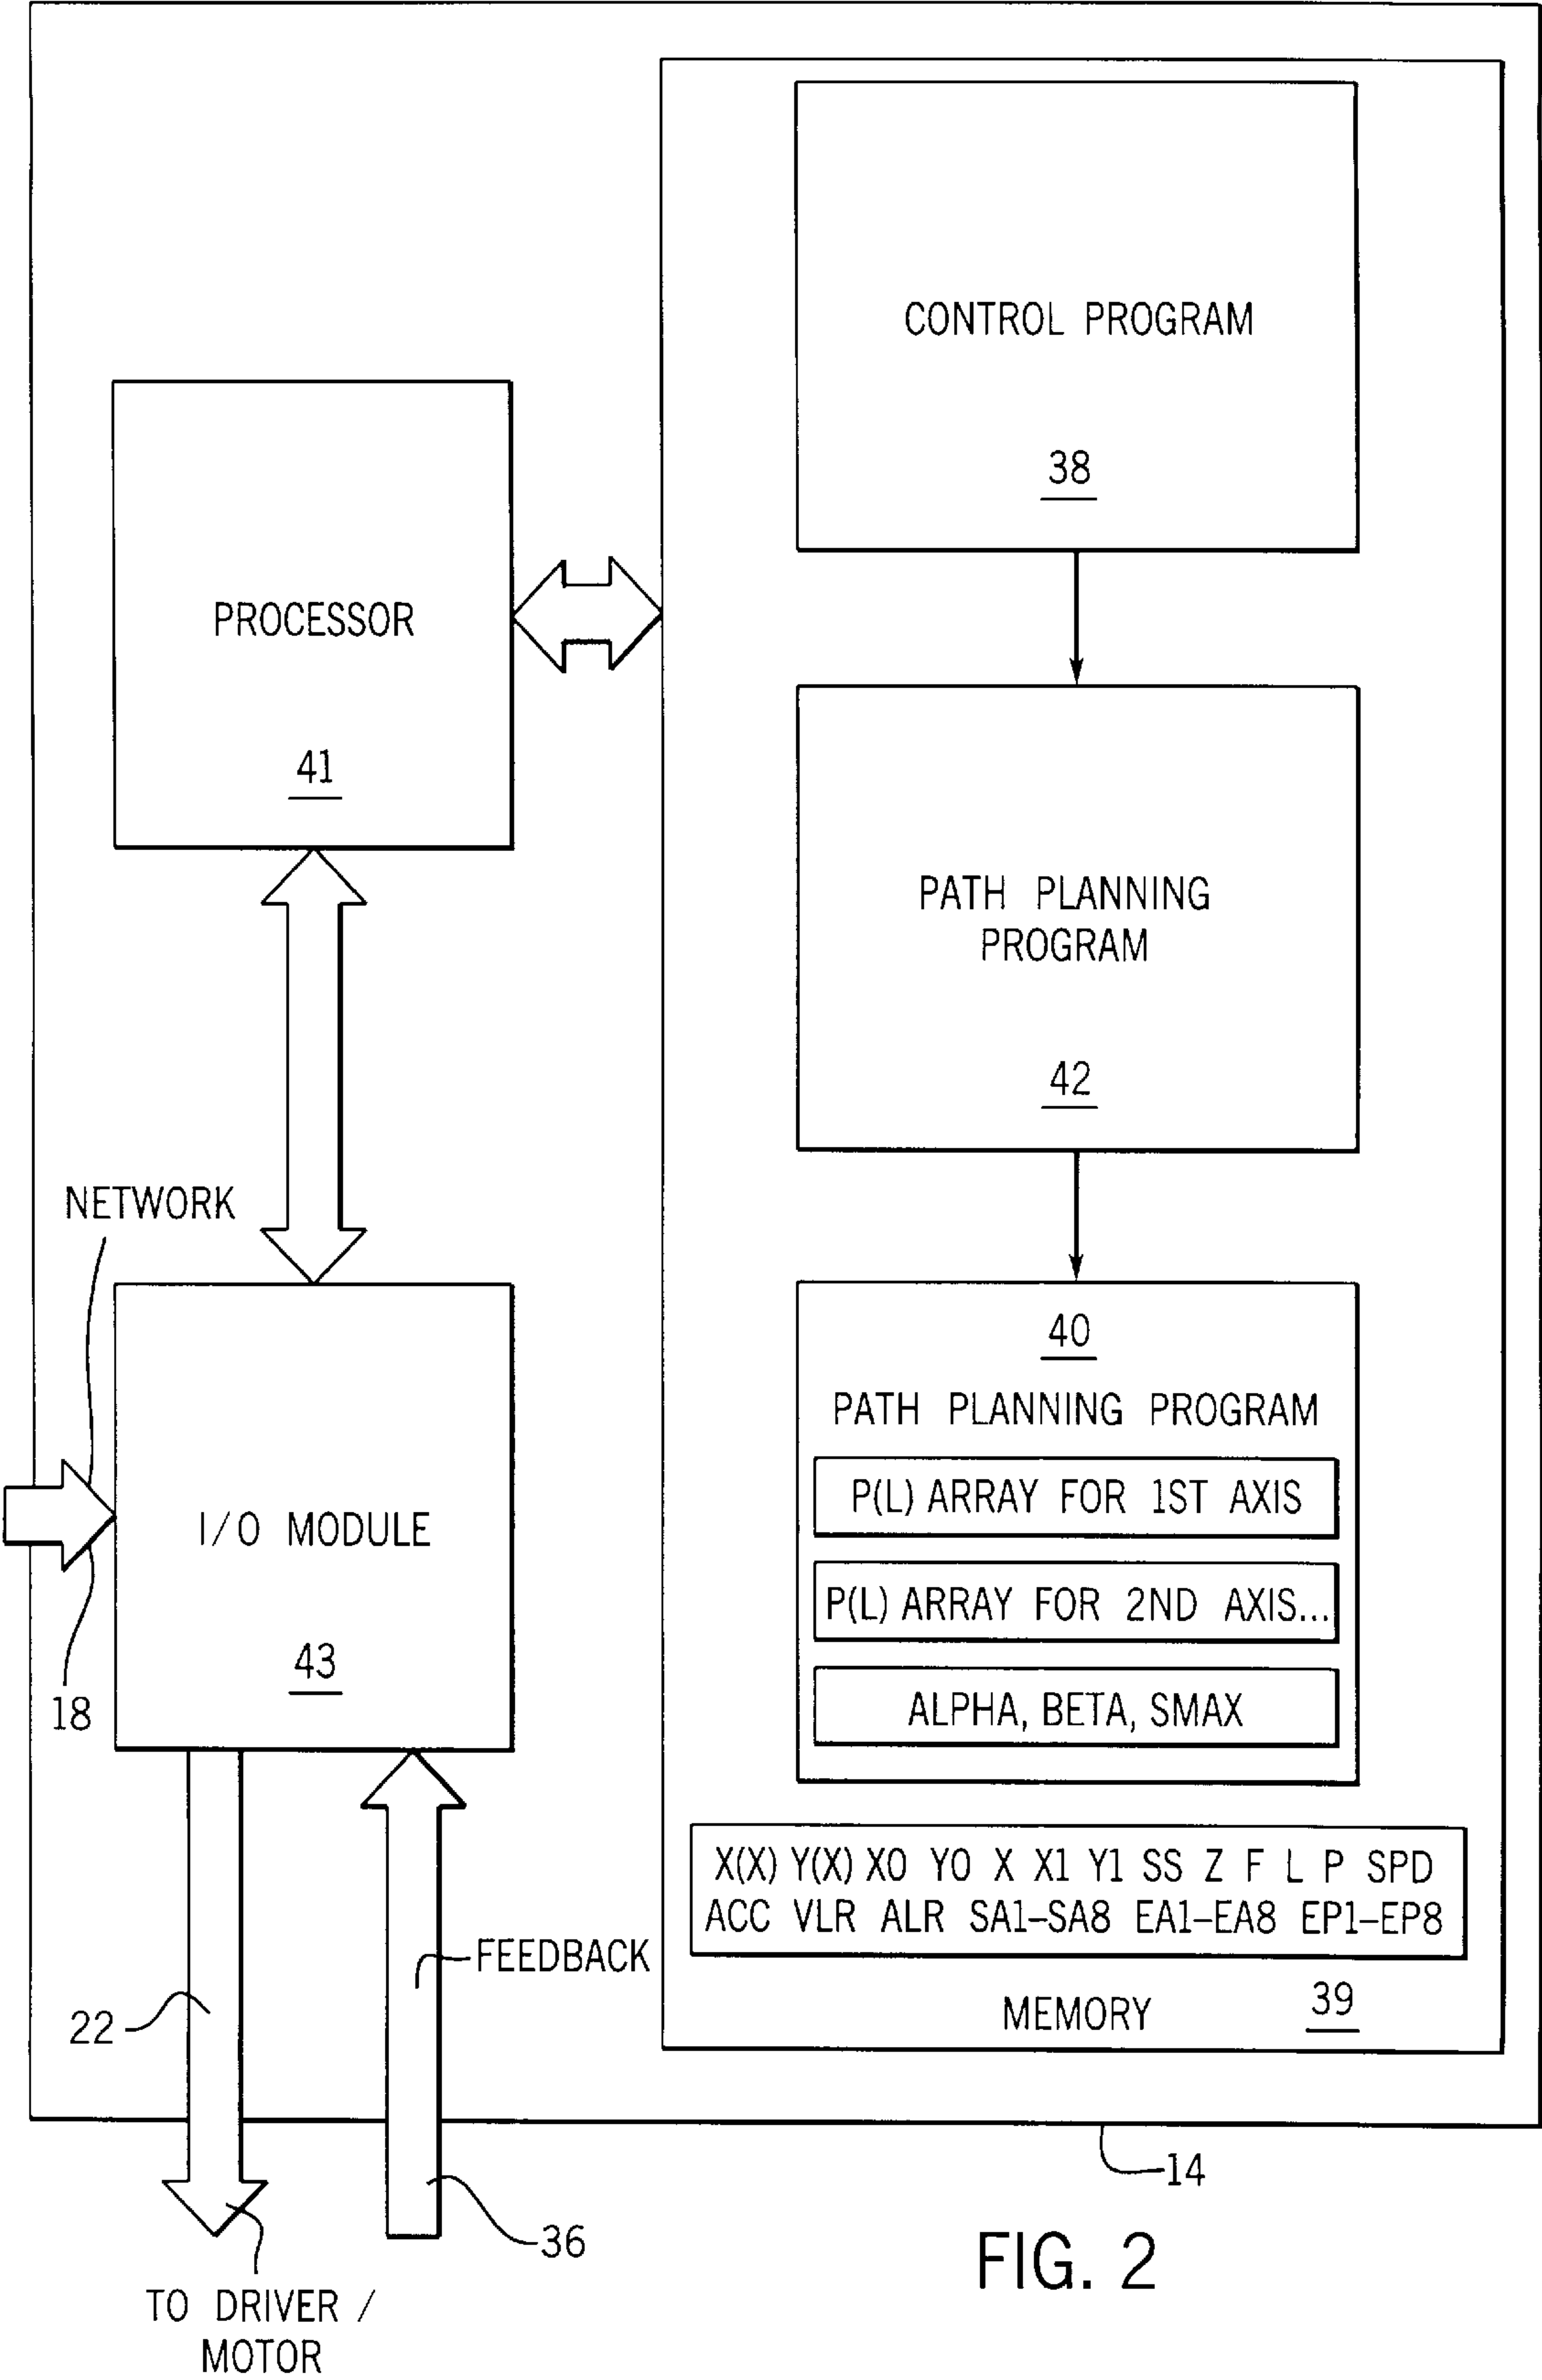 CONTROL PROGRAM
38
PROCESSOR
41
PATH PLANNING
PROGRAM
42
NETWORK
I/O MODULE
43
18
40
PATH PLANNING PROGRAM
P(L) ARRAY FOR 1ST AXIS
P(L) ARRAY FOR 2ND AXIS...
ALPHA, BETA, SMAX
X(X) Y(X) X0 Y0 X X1 Y1 SS Z F L P SPD
ACC VLR ALR SA1-SA8 EA1-EA8 EP1-EP8
MEMORY 39
FEEDBACK
22
36
14
TO DRIVER /
MOTOR
FIG. 2